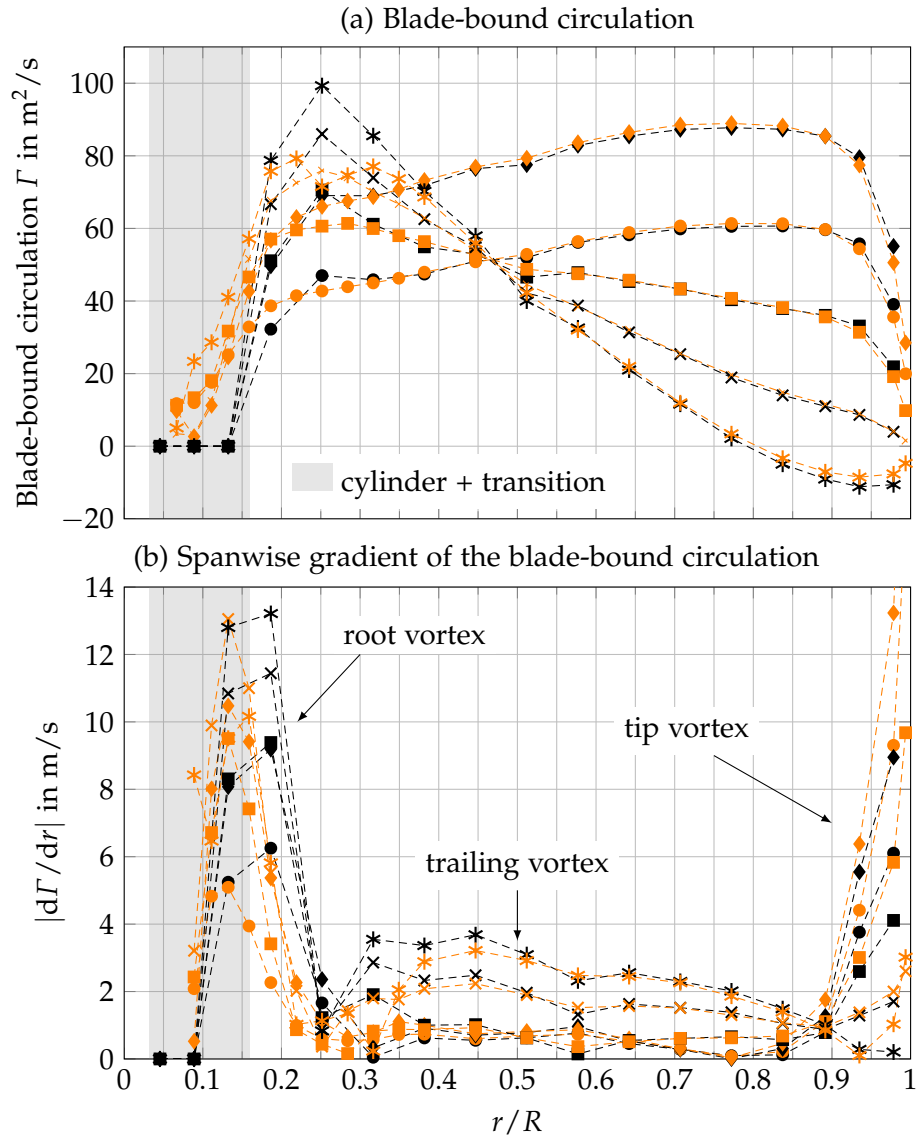 (a) Blade-bound circulation
Blade-bound circulation Γ in m²/s
100
80
60
40
20
0
−20
cylinder + transition
(b) Spanwise gradient of the blade-bound circulation
|dΓ/dr| in m/s
14
12
10
8
6
4
2
0
root vortex
tip vortex
trailing vortex
0 0.1 0.2 0.3 0.4 0.5 0.6 0.7 0.8 0.9 1
r/R